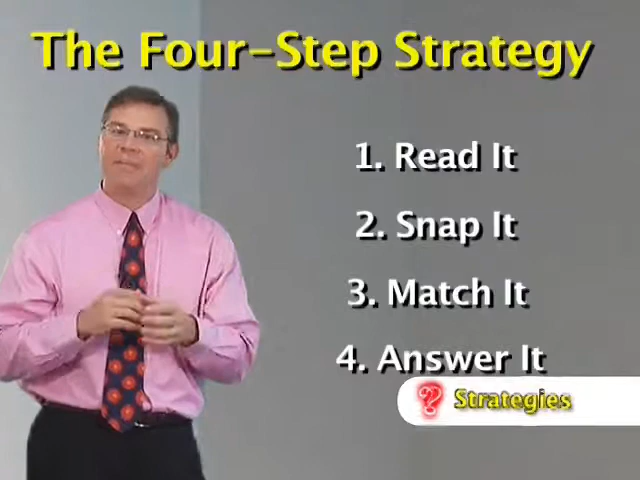 The Four-Step Strategy
1. Read It
2. Snap It
3. Match It
4. Answer It
Strategies